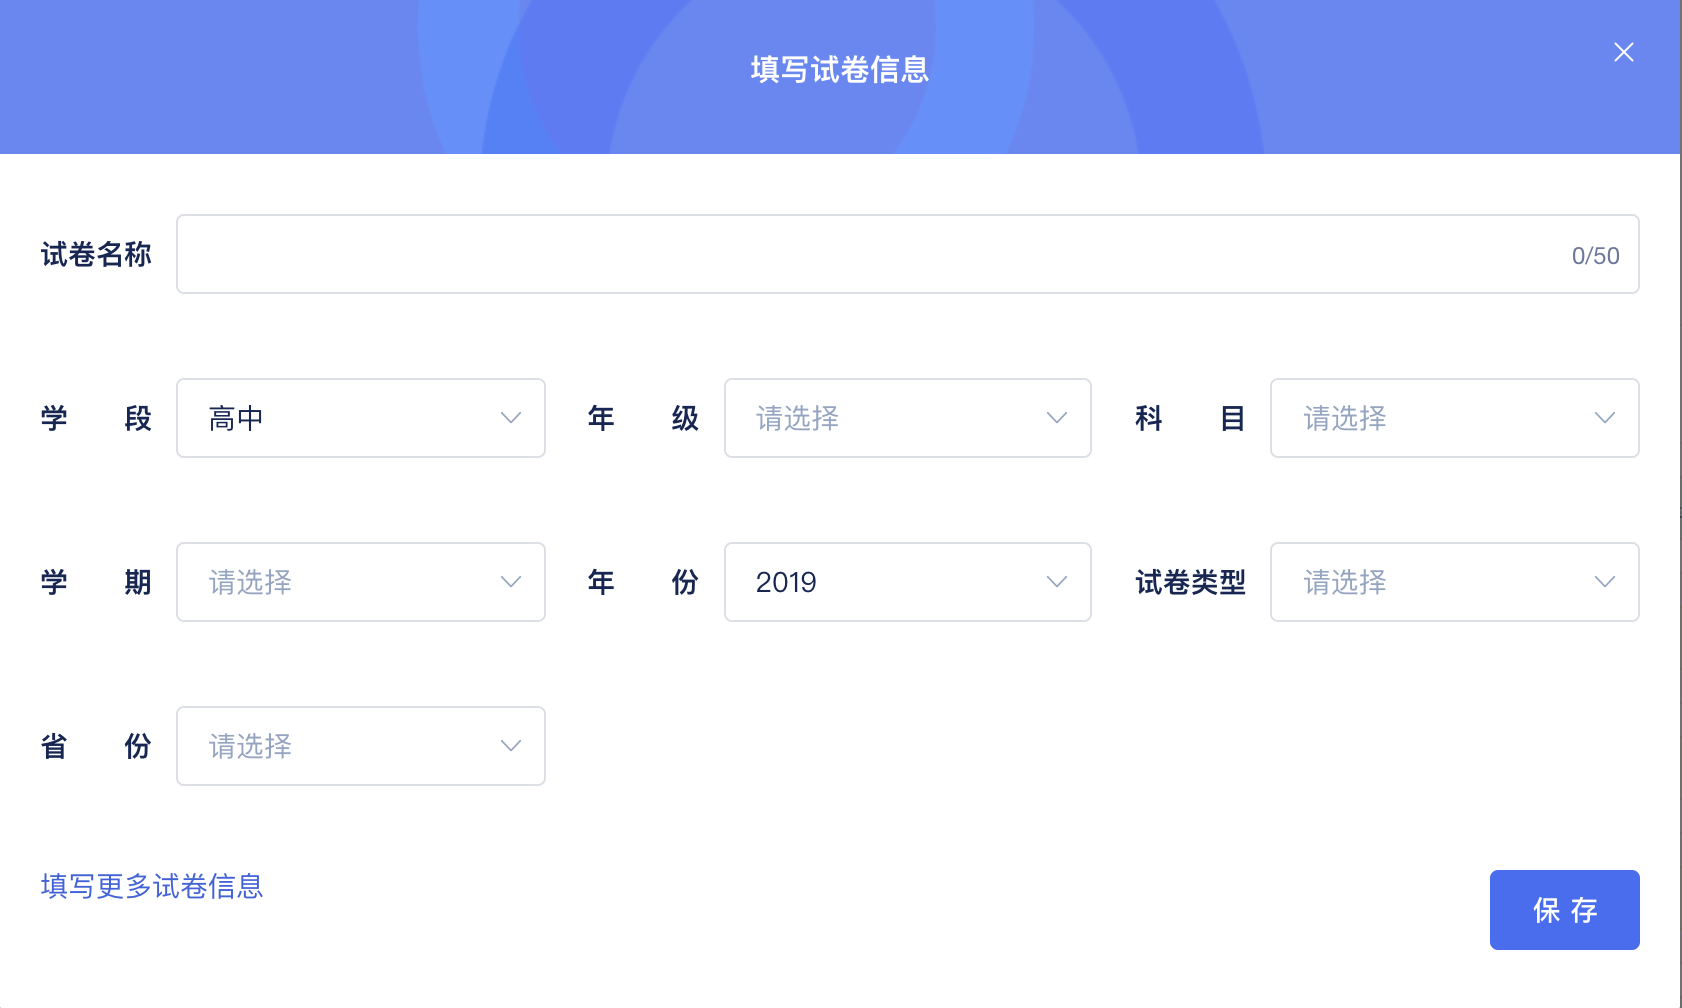 填写试卷信息
试卷名称 0/50
学 段 高中 年 级 请选择 科 目 请选择
学 期 请选择 年 份 2019 试卷类型 请选择
省 份 请选择
填写更多试卷信息
保 存